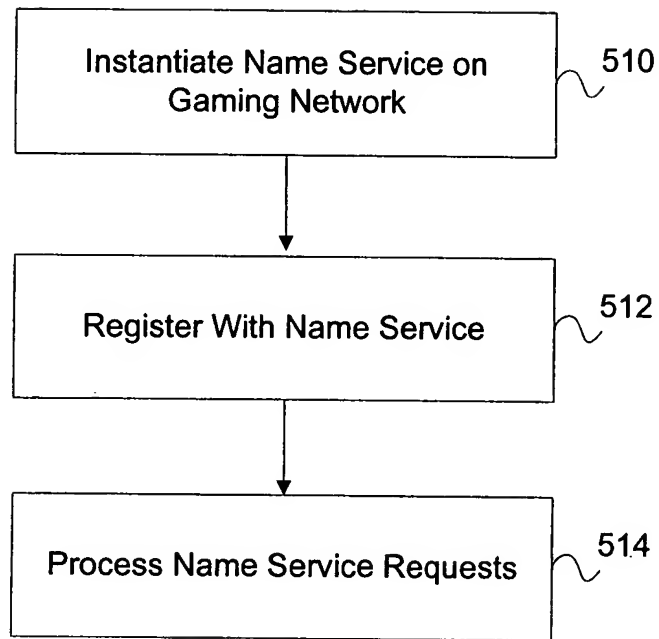 Instantiate Name Service on
Gaming Network
510
Register With Name Service
512
Process Name Service Requests
514